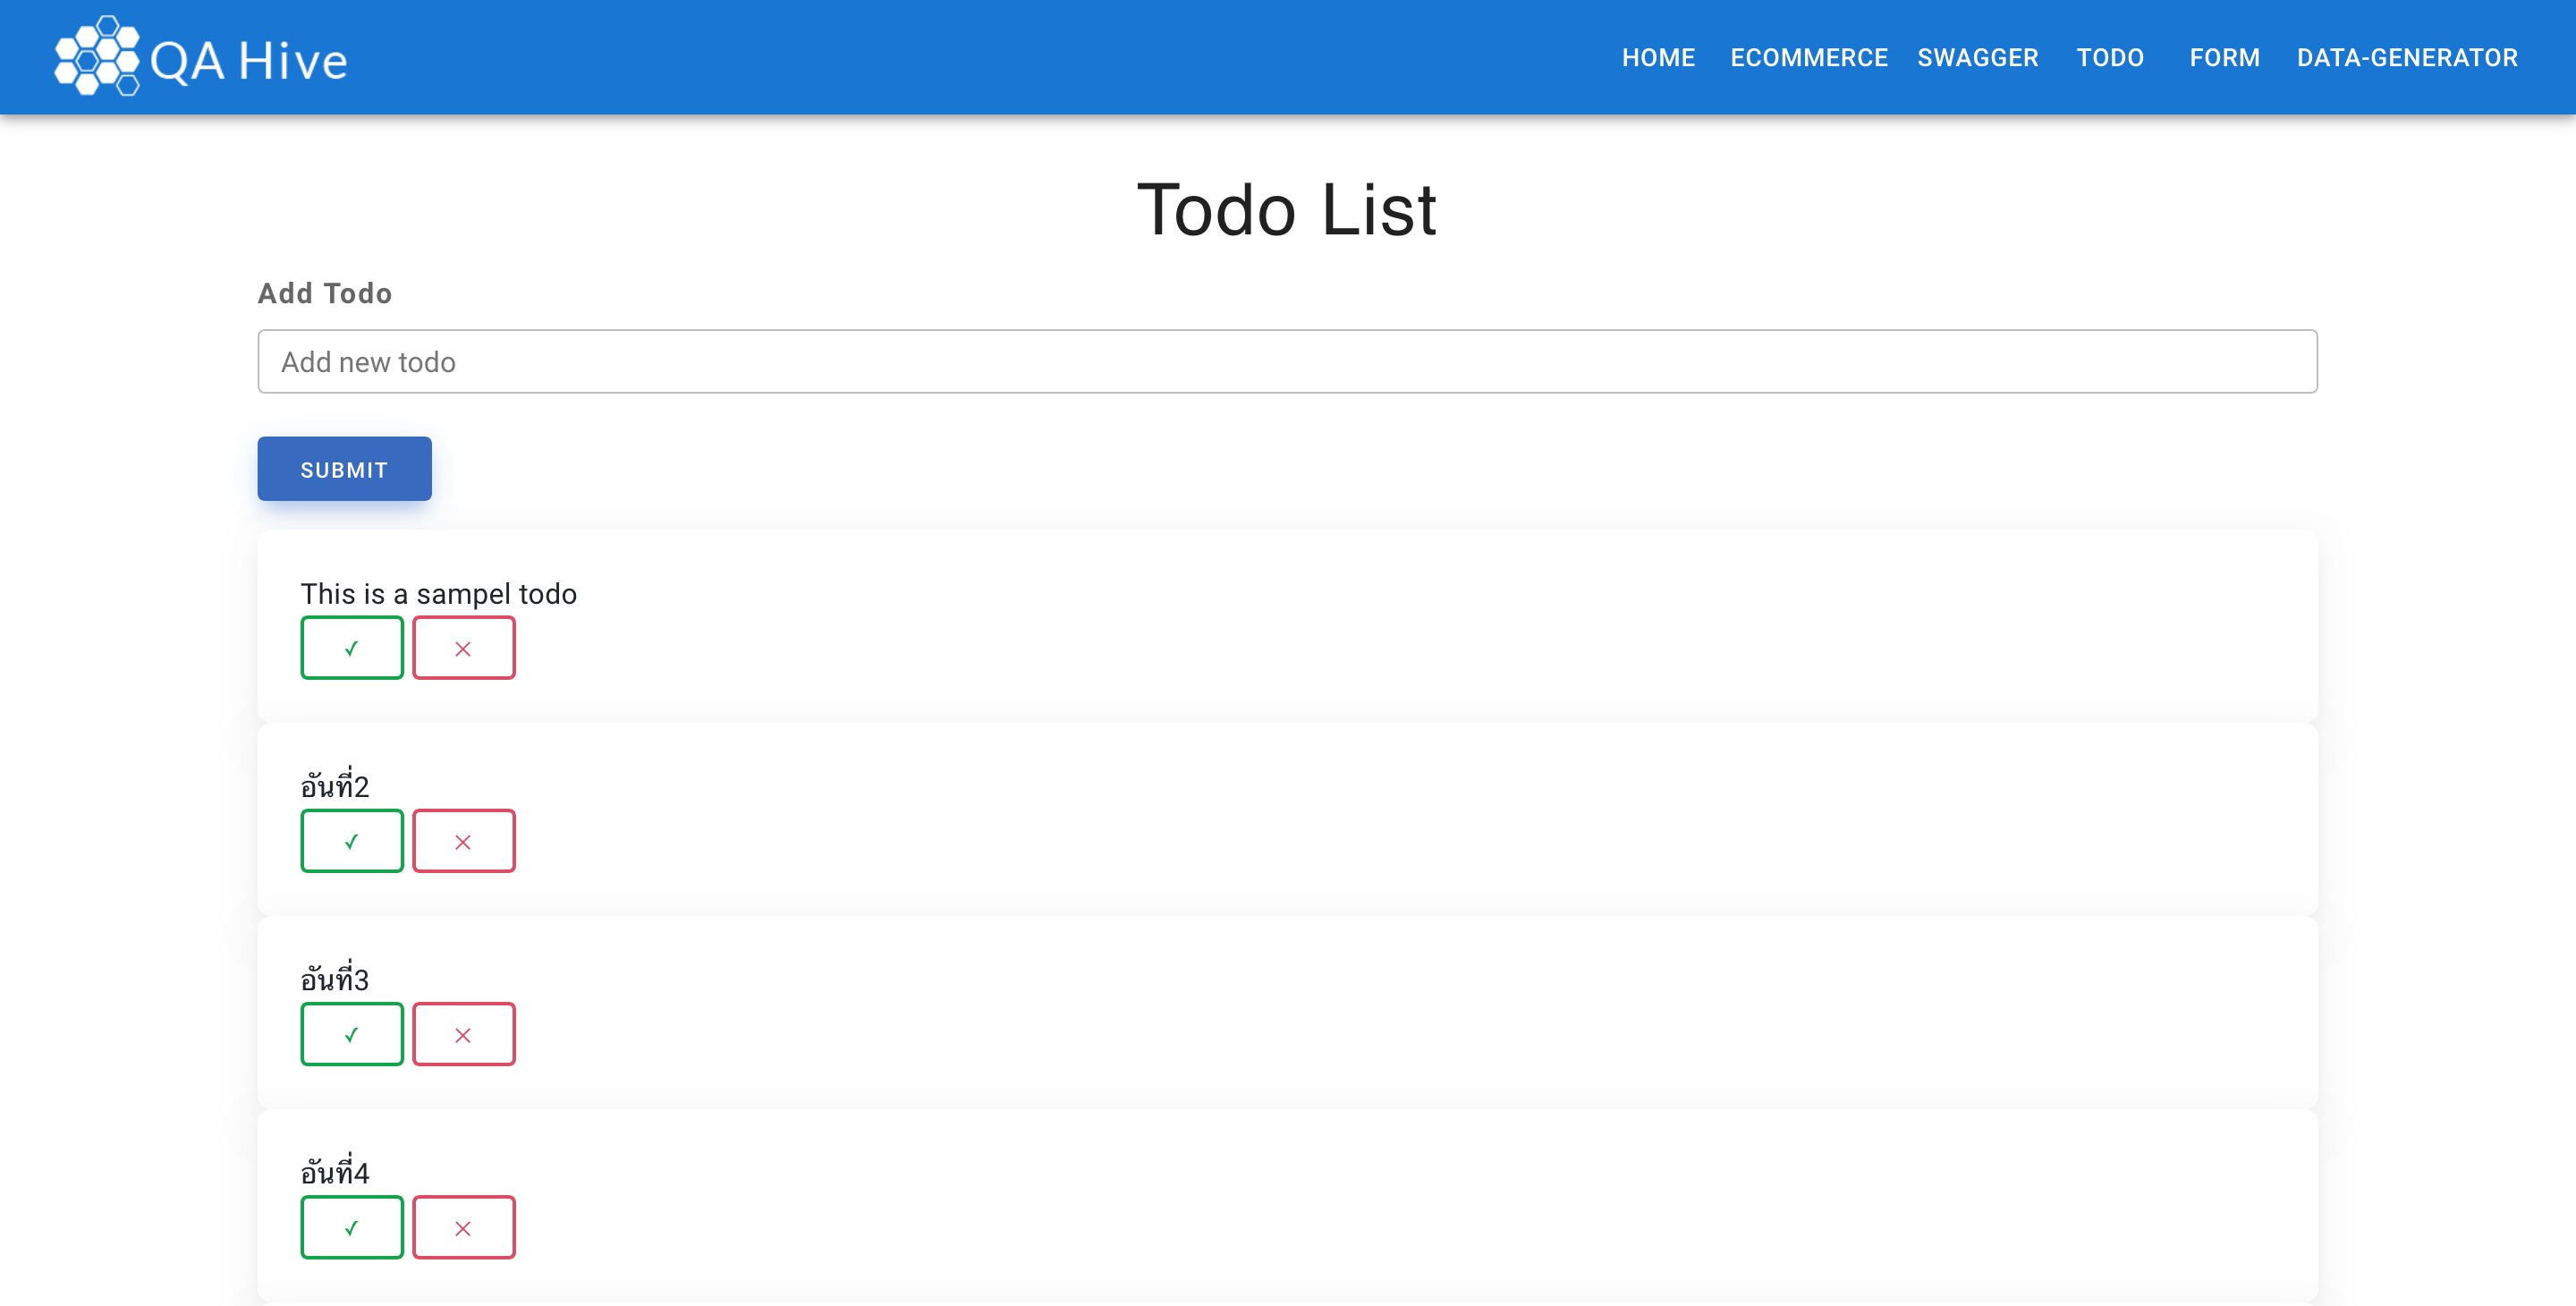 QA Hive
HOME ECOMMERCE SWAGGER TODO FORM DATA-GENERATOR
Todo List
Add Todo
Add new todo
SUBMIT
This is a sampel todo
✓ ×
อันที่2
✓ ×
อันที่3
✓ ×
อันที่4
✓ ×